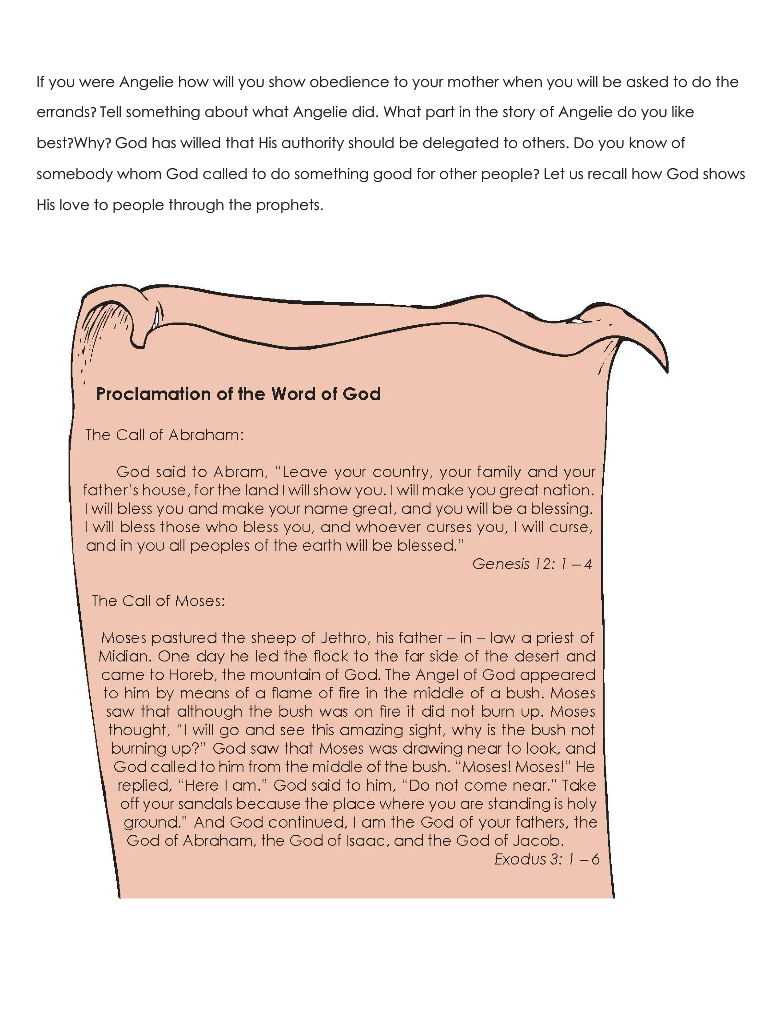 If you were Angelie how will you show obedience to your mother when you will be asked to do the
errands? Tell something about what Angelie did. What part in the story of Angelie do you like
best?Why? God has willed that His authority should be delegated to others. Do you know of
somebody whom God called to do something good for other people? Let us recall how God shows
His love to people through the prophets.
Proclamation of the Word of God
The Call of Abraham:
God said to Abram, “Leave your country, your family and your
father’s house, for the land I will show you. I will make you great nation.
I will bless you and make your name great, and you will be a blessing.
I will bless those who bless you, and whoever curses you, I will curse,
and in you all peoples of the earth will be blessed.”
Genesis 12: 1 – 4
The Call of Moses:
Moses pastured the sheep of Jethro, his father – in – law a priest of
Midian. One day he led the flock to the far side of the desert and
came to Horeb, the mountain of God. The Angel of God appeared
to him by means of a flame of fire in the middle of a bush. Moses
saw that although the bush was on fire it did not burn up. Moses
thought, “I will go and see this amazing sight, why is the bush not
burning up?” God saw that Moses was drawing near to look, and
God called to him from the middle of the bush. “Moses! Moses!” He
replied, “Here I am.” God said to him, “Do not come near.” Take
off your sandals because the place where you are standing is holy
ground.” And God continued, I am the God of your fathers, the
God of Abraham, the God of Isaac, and the God of Jacob.
Exodus 3: 1 – 6